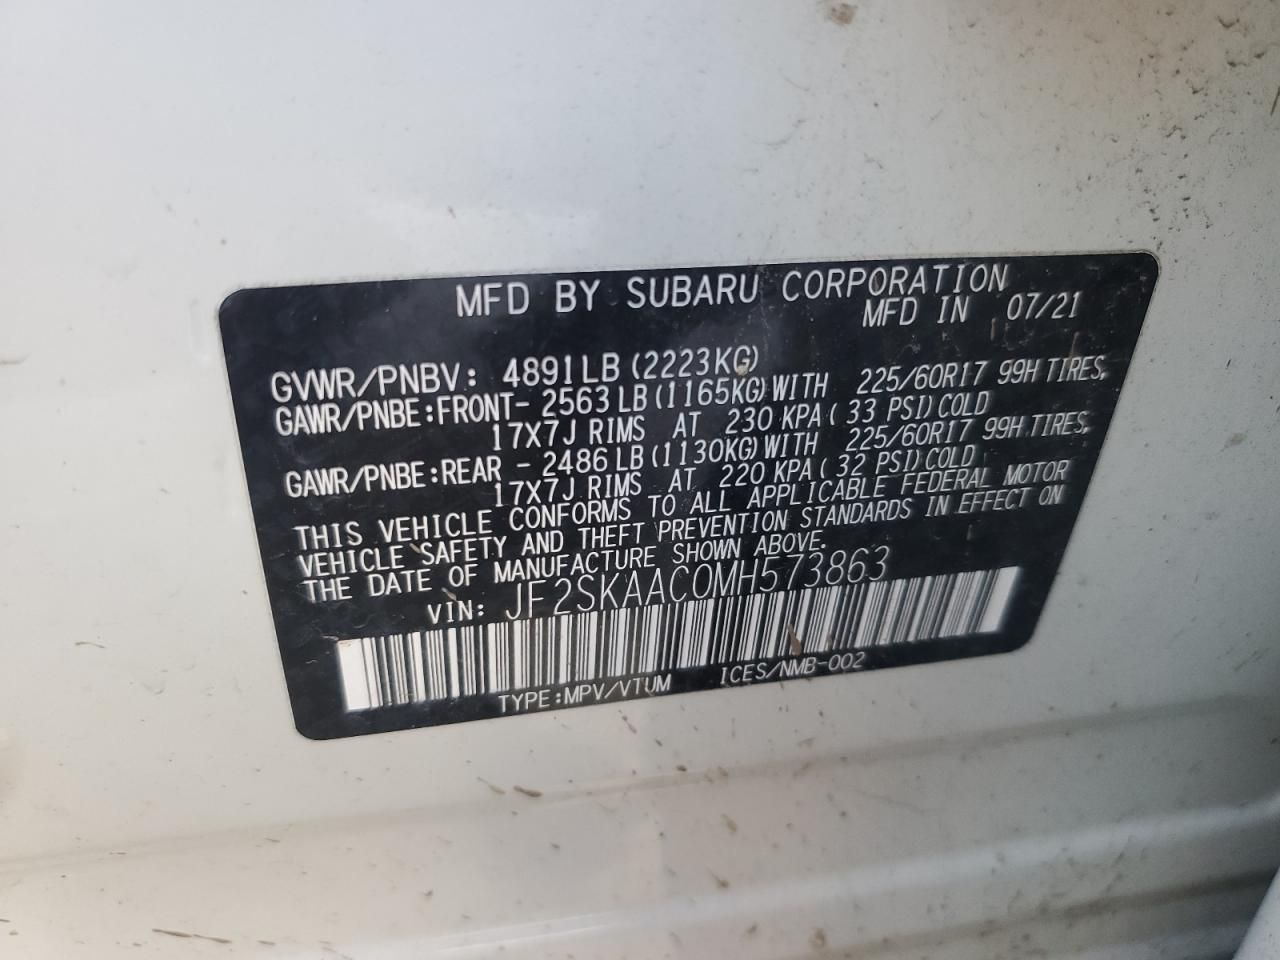 MFD BY SUBARU CORPORATION
MFD IN 07/21
GVWR/PNBV: 4891LB (2223KG)
GAWR/PNBE:FRONT- 2563LB (1165KG)WITH 225/60R17 99H TIRES,
17X7J RIMS AT 230 KPA (33 PSI)COLD
GAWR/PNBE:REAR - 2486LB (1130KG)WITH 225/60R17 99H TIRES,
17X7J RIMS AT 220 KPA (32 PSI)COLD
THIS VEHICLE CONFORMS TO ALL APPLICABLE FEDERAL MOTOR
VEHICLE SAFETY AND THEFT PREVENTION STANDARDS IN EFFECT ON
THE DATE OF MANUFACTURE SHOWN ABOVE.
VIN: JF2SKAAC0MH573863
TYPE:MPV/VTUM ICES/NMB-002